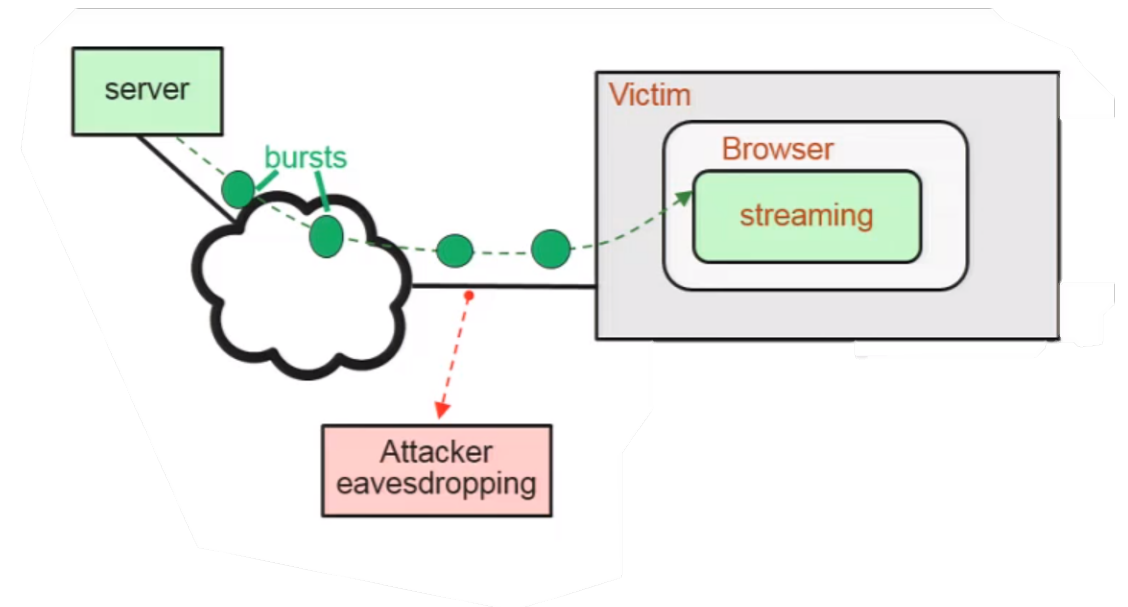 server
bursts
Victim
Browser
streaming
Attacker
eavesdropping